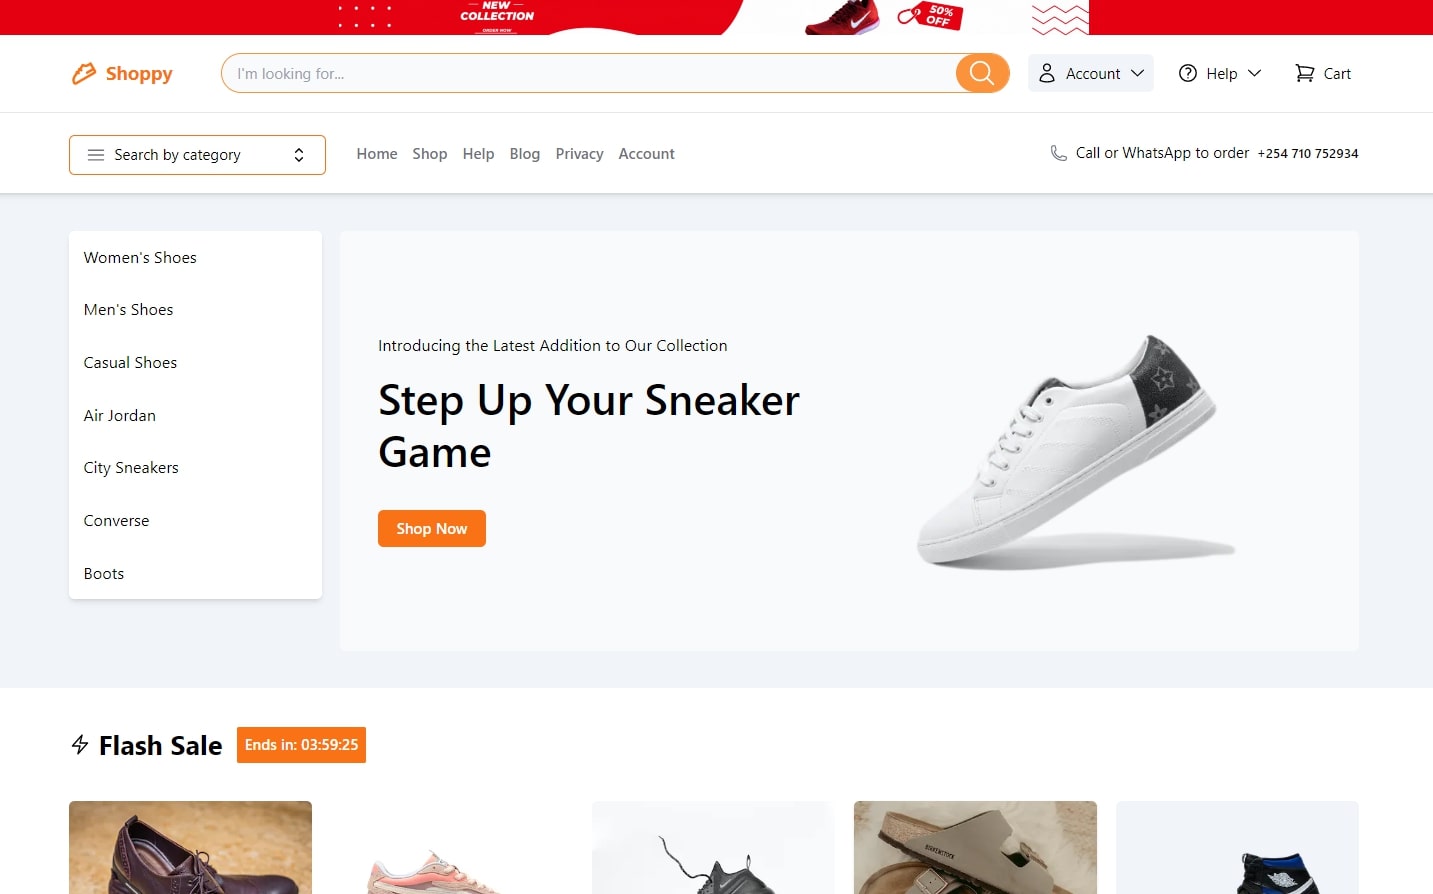 NEW
COLLECTION
ORDER NOW
50%
OFF
Shoppy
I'm looking for...
Account
Help
Cart
Search by category
Home
Shop
Help
Blog
Privacy
Account
Call or WhatsApp to order +254 710 752934
Women's Shoes
Men's Shoes
Casual Shoes
Air Jordan
City Sneakers
Converse
Boots
Introducing the Latest Addition to Our Collection
Step Up Your Sneaker
Game
Shop Now
Flash Sale
Ends in: 03:59:25
BIRKENSTOCK